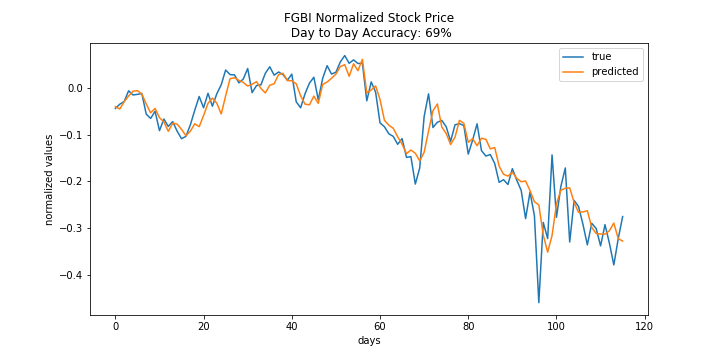 FGBI Normalized Stock Price
Day to Day Accuracy: 69%
true
predicted
normalized values
0.0
−0.1
−0.2
−0.3
−0.4
0 20 40 60 80 100 120
days